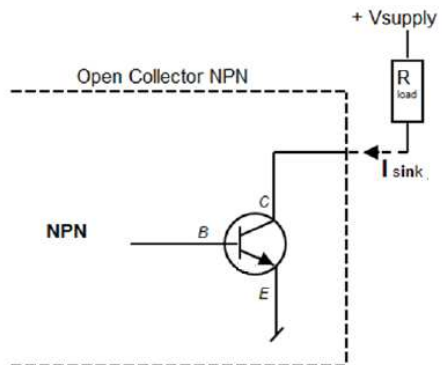 + Vsupply
Open Collector NPN
R
load
I sink
C
NPN
B
E